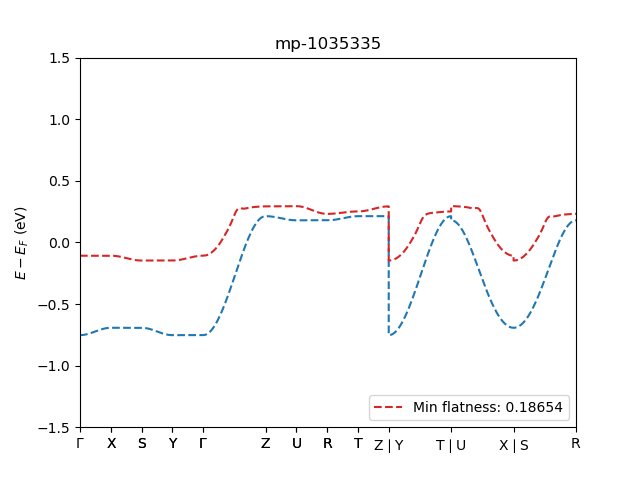 mp-1035335
E − E_F (eV)
1.5
1.0
0.5
0.0
−0.5
−1.0
−1.5
Min flatness: 0.18654
Γ X S Y Γ Z U R T Z | Y T | U X | S R